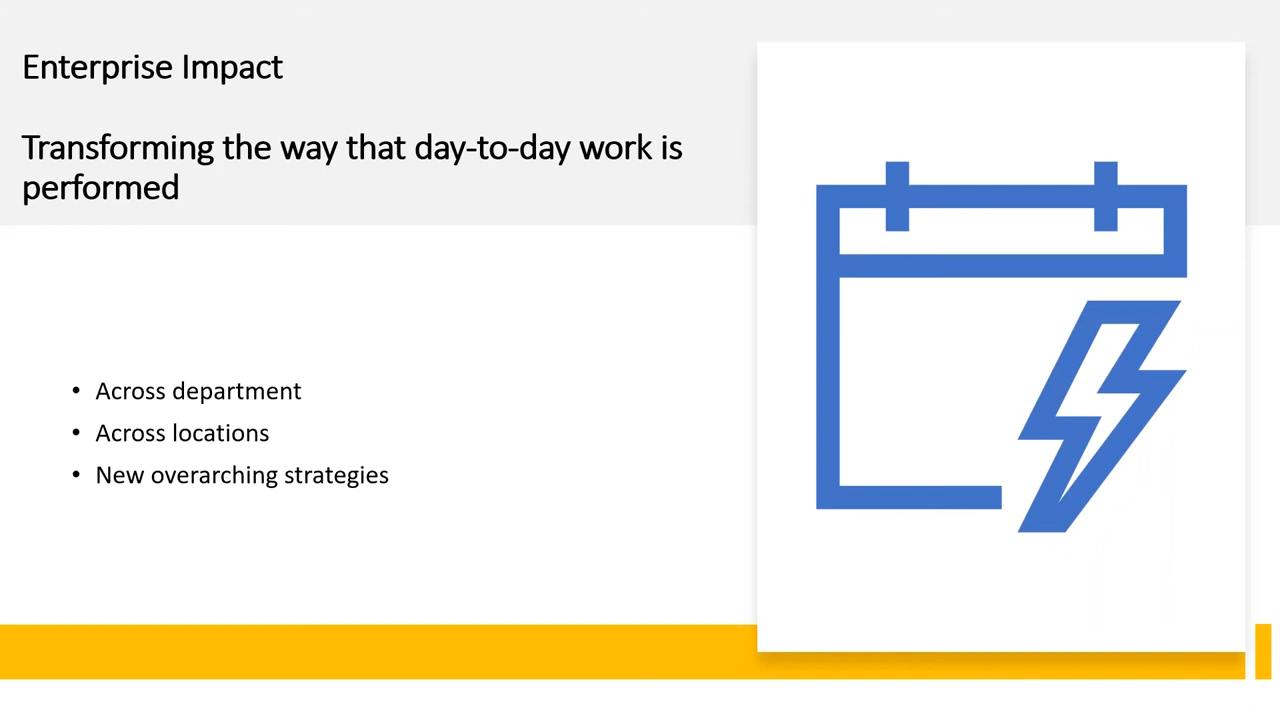 Enterprise Impact
Transforming the way that day-to-day work is
performed
• Across department
• Across locations
• New overarching strategies